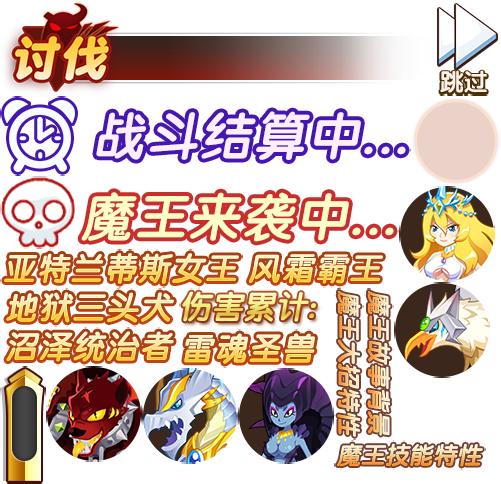 讨伐
跳过
战斗结算中...
魔王来袭中...
亚特兰蒂斯女王 风霜霸王
地狱三头犬 伤害累计:
沼泽统治者 雷魂圣兽
魔王故事背景
魔王大招特性
魔王技能特性